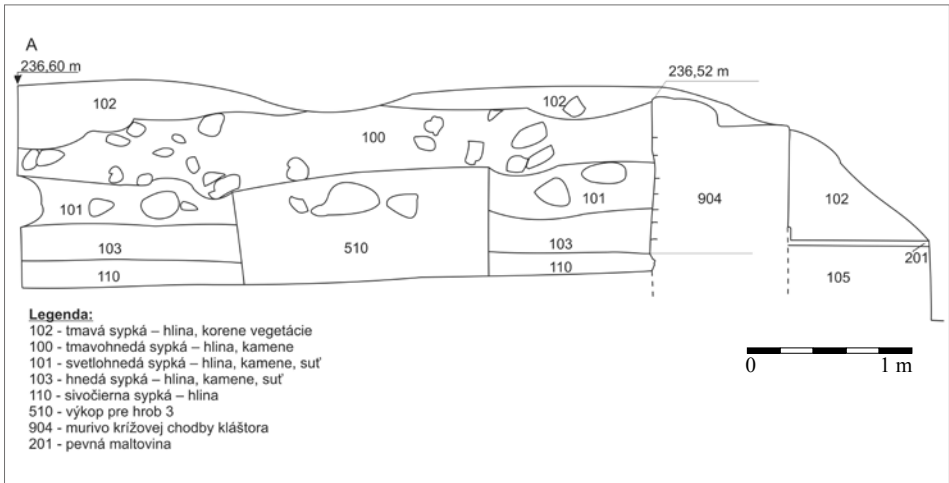 A
236,60 m
236,52 m
102
102
100
101
101
904
102
103
510
103
110
110
201
105
Legenda:
102 - tmavá sypká – hlina, korene vegetácie
100 - tmavohnedá sypká – hlina, kamene
101 - svetlohnedá sypká – hlina, kamene, suť
103 - hnedá sypká – hlina, kamene, suť
110 - sivočierna sypká – hlina
510 - výkop pre hrob 3
904 - murivo krížovej chodby kláštora
201 - pevná maltovina
0 1 m